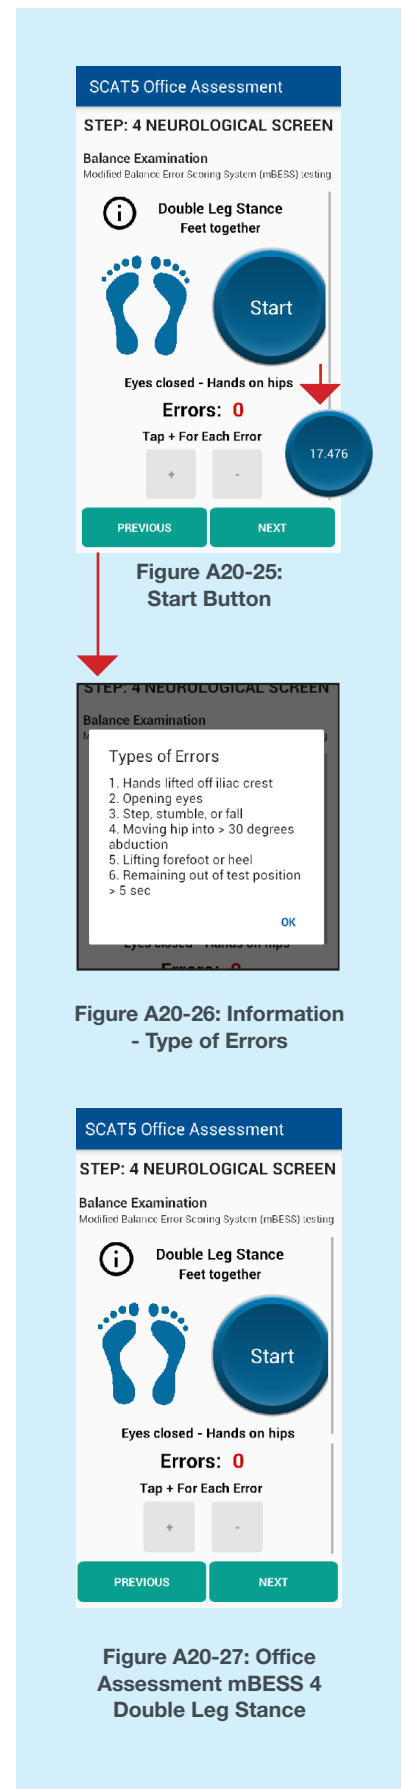 SCAT5 Office Assessment
STEP: 4 NEUROLOGICAL SCREEN
Balance Examination
Modified Balance Error Scoring System (mBESS) testing
Double Leg Stance
Feet together
Start
Eyes closed - Hands on hips
Errors: 0
Tap + For Each Error
17.476
+ -
PREVIOUS NEXT
Figure A20-25:
Start Button
STEP: 4 NEUROLOGICAL SCREEN
Balance Examination
Types of Errors
1. Hands lifted off iliac crest
2. Opening eyes
3. Step, stumble, or fall
4. Moving hip into > 30 degrees
abduction
5. Lifting forefoot or heel
6. Remaining out of test position
> 5 sec
OK
Eyes closed - Hands on hips
Errors: 0
Figure A20-26: Information
- Type of Errors
SCAT5 Office Assessment
STEP: 4 NEUROLOGICAL SCREEN
Balance Examination
Modified Balance Error Scoring System (mBESS) testing
Double Leg Stance
Feet together
Start
Eyes closed - Hands on hips
Errors: 0
Tap + For Each Error
+ -
PREVIOUS NEXT
Figure A20-27: Office
Assessment mBESS 4
Double Leg Stance